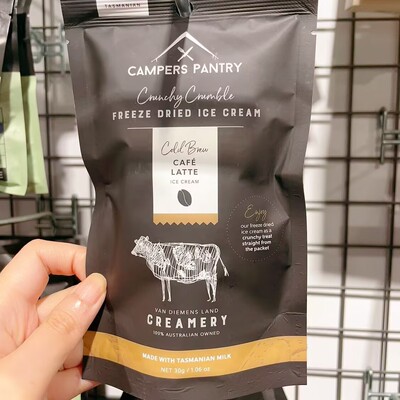 TASMANIAN
CAMPERS PANTRY
Crunchy Crumble
FREEZE DRIED ICE CREAM
Cold Brew
CAFÉ
LATTE
ICE CREAM
Enjoy
our freeze dried
ice cream as a
crunchy treat
straight from
the packet
VAN DIEMENS LAND
CREAMERY
100% AUSTRALIAN OWNED
MADE WITH TASMANIAN MILK
NET 30g / 1.06 oz